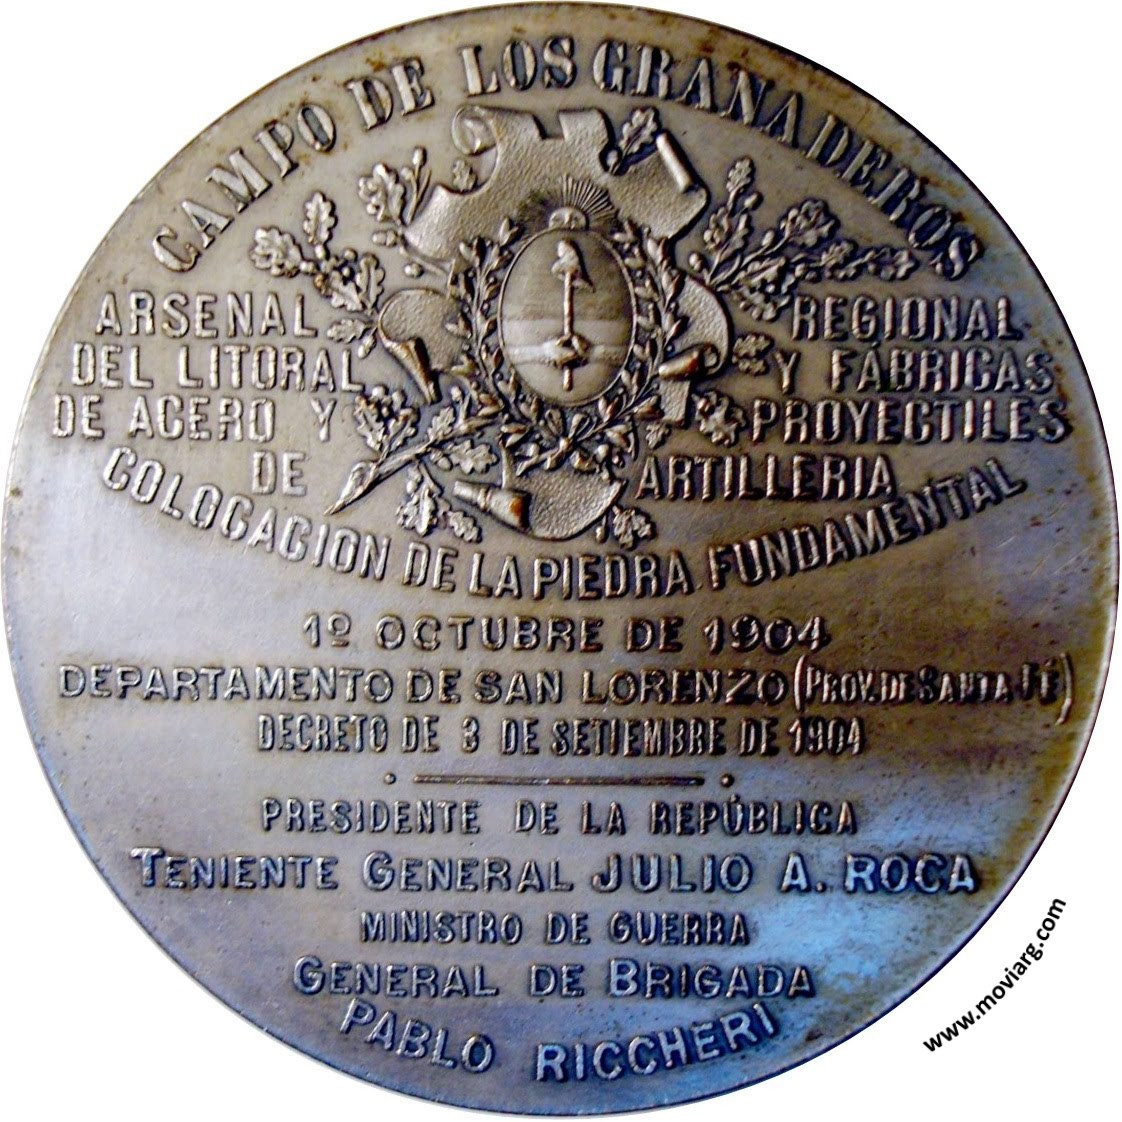 CAMPO DE LOS GRANADEROS
ARSENAL REGIONAL
DEL LITORAL Y FÁBRICAS
DE ACERO Y PROYECTILES
DE ARTILLERIA
COLOCACION DE LA PIEDRA FUNDAMENTAL
1º OCTUBRE DE 1904
DEPARTAMENTO DE SAN LORENZO (PROV. DE SANTA FÉ)
DECRETO DE 3 DE SETIEMBRE DE 1904
PRESIDENTE DE LA REPÚBLICA
TENIENTE GENERAL JULIO A. ROCA
MINISTRO DE GUERRA
GENERAL DE BRIGADA
PABLO RICCHERI
www.moviarg.com